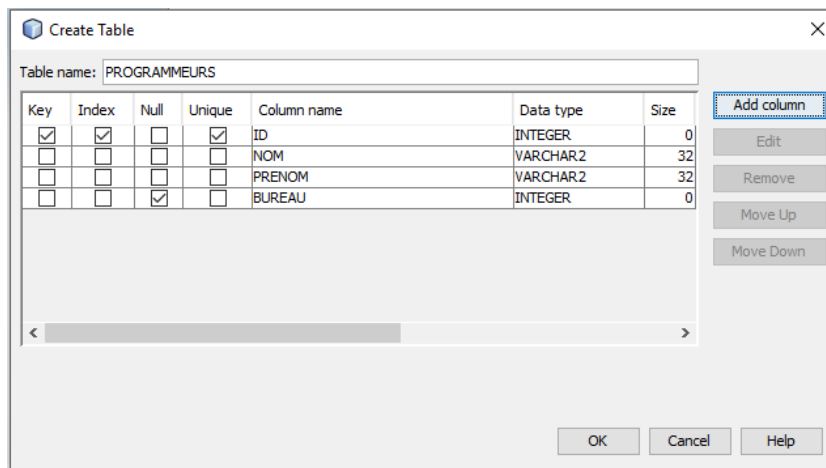 Create Table
Table name: PROGRAMMEURS
Key Index Null Unique Column name Data type Size
ID INTEGER 0
NOM VARCHAR2 32
PRENOM VARCHAR2 32
BUREAU INTEGER 0
Add column
Edit
Remove
Move Up
Move Down
OK Cancel Help